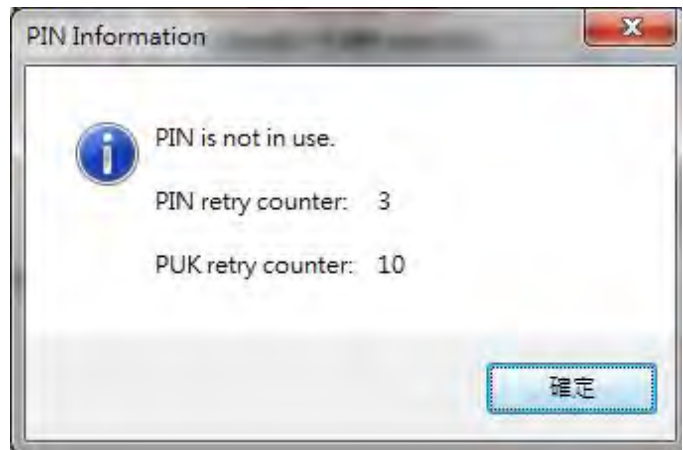 PIN Information
PIN is not in use.
PIN retry counter: 3
PUK retry counter: 10
確定